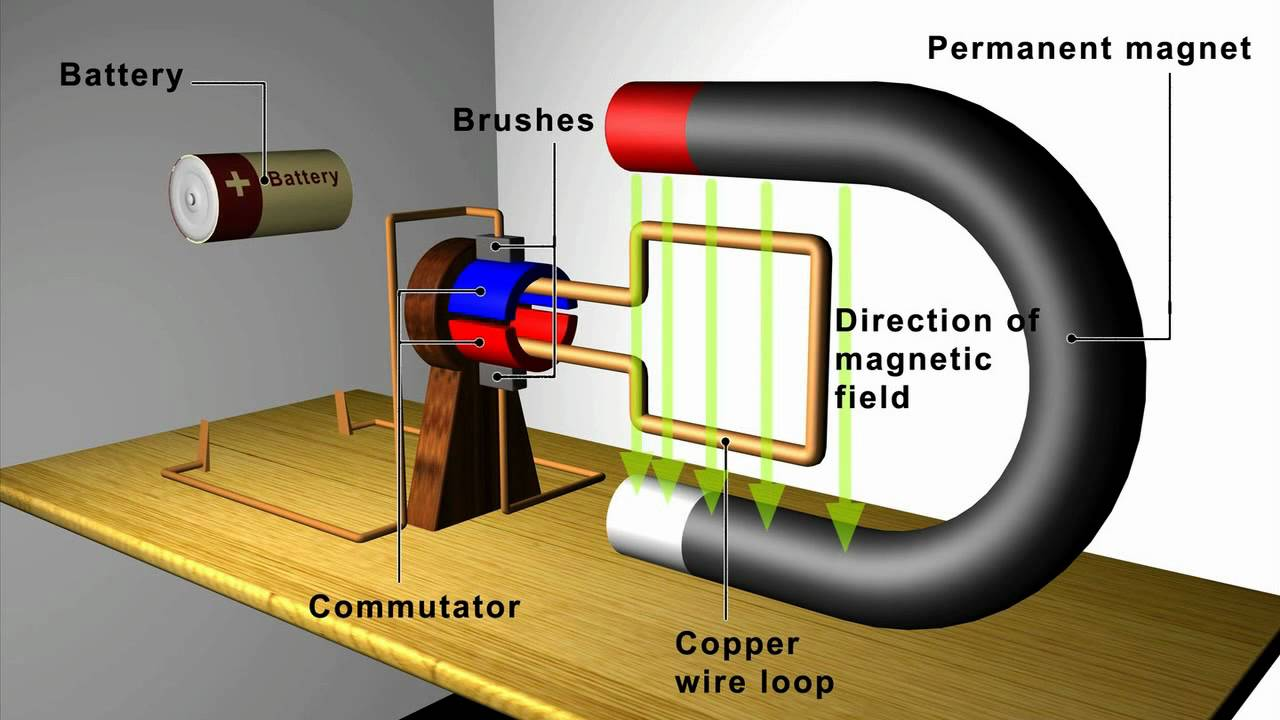 Permanent magnet
Battery
Brushes
+ Battery
Direction of
magnetic
field
Commutator
Copper
wire loop